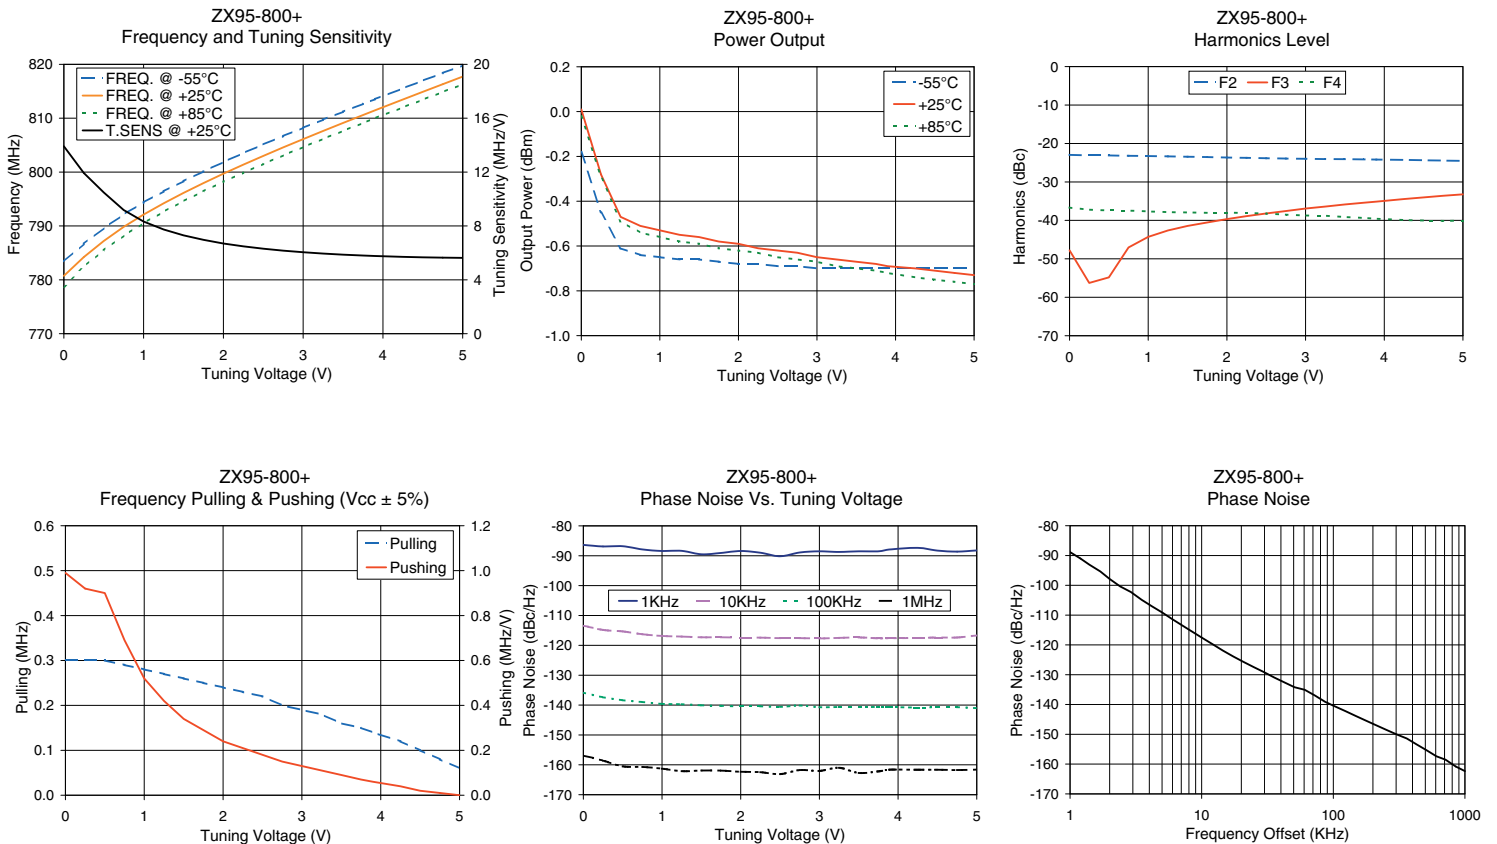 ZX95-800+
Frequency and Tuning Sensitivity
820
815
810
805
800
790
780
770
20
16
12
8
4
0
FREQ. @ -55°C
FREQ. @ +25°C
FREQ. @ +85°C
T.SENS @ +25°C
Frequency (MHz)
Tuning Sensitivity (MHz/V)
0 1 2 3 4 5
Tuning Voltage (V)
ZX95-800+
Power Output
0.2
0.0
-0.2
-0.4
-0.6
-0.8
-1.0
-55°C
+25°C
+85°C
Output Power (dBm)
0 1 2 3 4 5
Tuning Voltage (V)
ZX95-800+
Harmonics Level
0
-10
-20
-30
-40
-50
-60
-70
F2 F3 F4
Harmonics (dBc)
0 1 2 3 4 5
Tuning Voltage (V)
ZX95-800+
Frequency Pulling & Pushing (Vcc ± 5%)
0.6
0.5
0.4
0.3
0.2
0.1
0.0
1.2
1.0
0.8
0.6
0.4
0.2
0.0
Pulling
Pushing
Pulling (MHz)
Pushing (MHz/V)
0 1 2 3 4 5
Tuning Voltage (V)
ZX95-800+
Phase Noise Vs. Tuning Voltage
-80
-90
-100
-110
-120
-130
-140
-150
-160
-170
1KHz 10KHz 100KHz 1MHz
Phase Noise (dBc/Hz)
0 1 2 3 4 5
Tuning Voltage (V)
ZX95-800+
Phase Noise
-80
-90
-100
-110
-120
-130
-140
-150
-160
-170
Phase Noise (dBc/Hz)
1 10 100 1000
Frequency Offset (KHz)